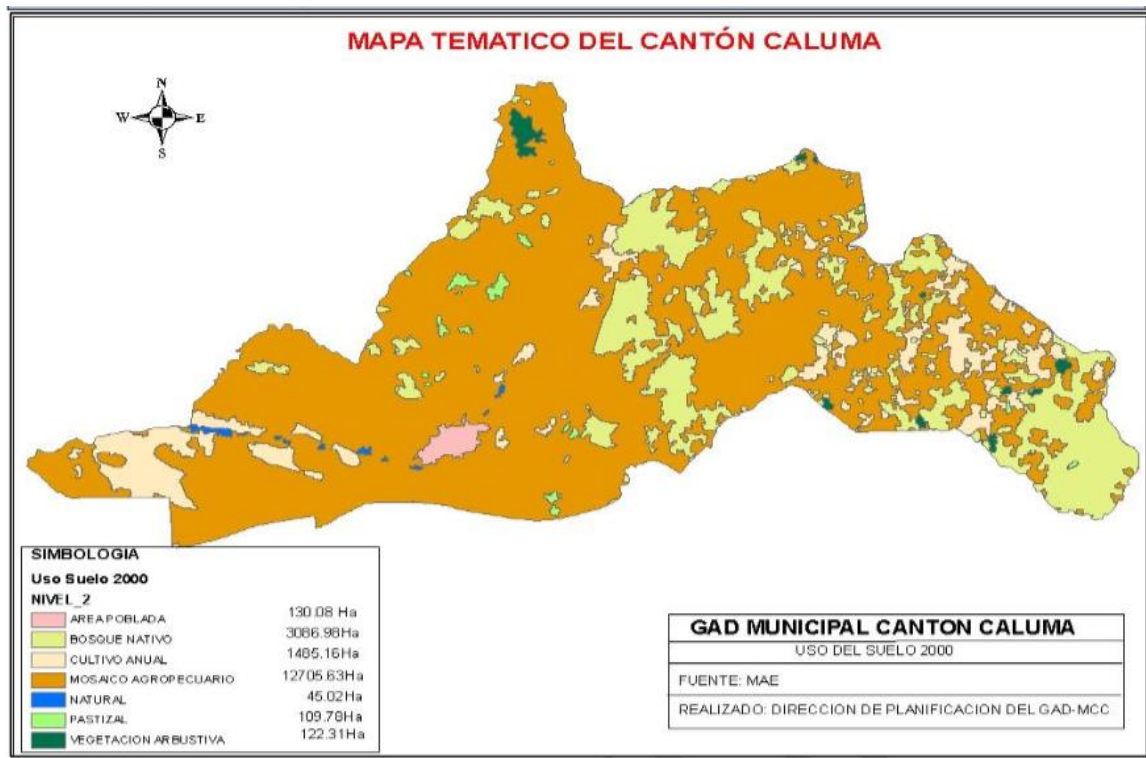 MAPA TEMATICO DEL CANTÓN CALUMA
N
W E
S
SIMBOLOGIA
Uso Suelo 2000
NIVEL_2
AREA POBLADA 130.08 Ha
BOSQUE NATIVO 3086.98Ha
CULTIVO ANUAL 1485.16Ha
MOSAICO AGROPECUARIO 12705.63Ha
NATURAL 45.02Ha
PASTIZAL 109.78Ha
VEGETACION ARBUSTIVA 122.31Ha
GAD MUNICIPAL CANTON CALUMA
USO DEL SUELO 2000
FUENTE: MAE
REALIZADO: DIRECCION DE PLANIFICACION DEL GAD-MCC